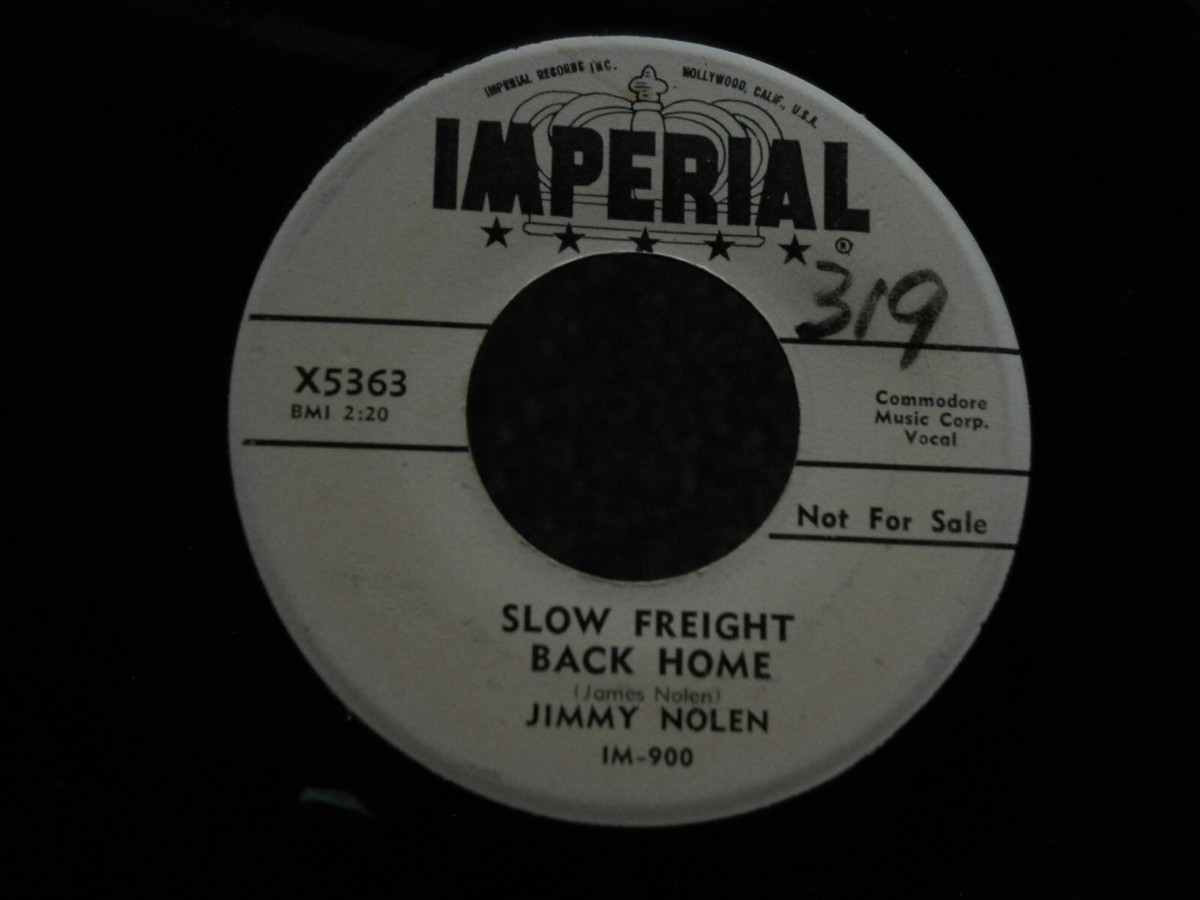 IMPERIAL RECORDS INC. HOLLYWOOD, CALIF., U.S.A.
IMPERIAL
®
319
X5363
BMI 2:20
Commodore
Music Corp.
Vocal
Not For Sale
SLOW FREIGHT
BACK HOME
(James Nolen)
JIMMY NOLEN
IM-900